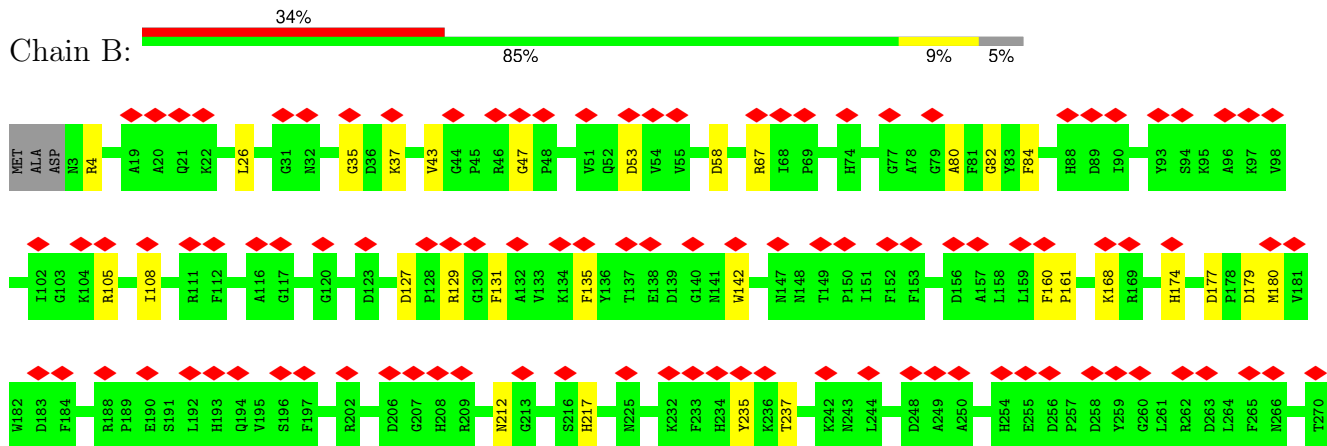 34%
Chain B:
85% 9% 5%
MET ALA ASP N3 R4 A19 A20 Q21 K22 L26 G31 N32 G35 D36 K37 V43 G44 P45 R46 G47 P48 V51 Q52 D53 V54 V55 D58 R67 I68 P69 H74 G77 A78 G79 A80 F81 G82 Y83 F84 H88 D89 I90 Y93 S94 K95 A96 K97 V98
I102 G103 K104 R105 I108 R111 F112 A116 G117 G120 D123 D127 P128 R129 G130 F131 A132 V133 K134 F135 Y136 T137 E138 D139 G140 N141 W142 N147 N148 T149 P150 I151 F152 F153 D156 A157 L158 L159 F160 P161 K168 R169 H174 D177 P178 D179 M180 V181
W182 D183 F184 R188 P189 E190 S191 L192 H193 Q194 V195 S196 F197 R202 D206 G207 H208 R209 N212 G213 S216 H217 N225 K232 F233 G234 Y235 K236 T237 K242 N243 L244 D248 A249 A250 H254 E255 D256 P257 D258 Y259 G260 L261 R262 D263 L264 F265 N266 T270